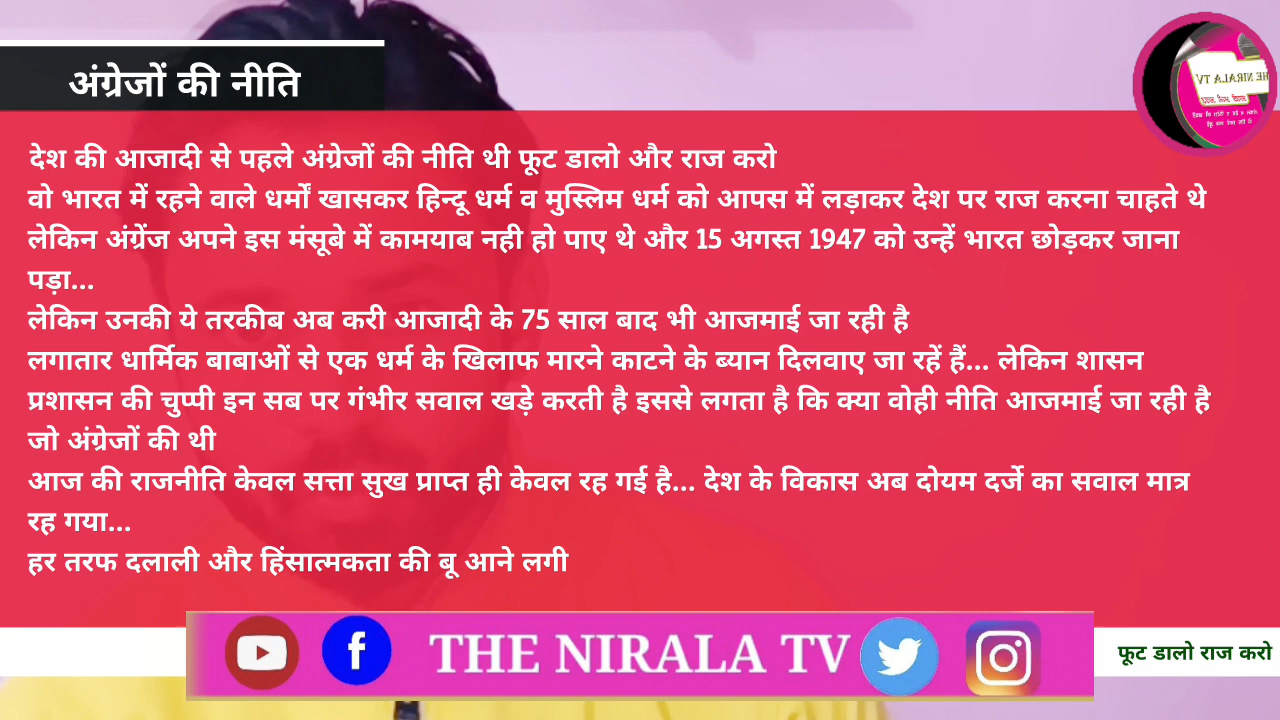 अंग्रेजों की नीति
THE NIRALA TV
देश की आजादी से पहले अंग्रेजों की नीति थी फूट डालो और राज करो
वो भारत में रहने वाले धर्मों खासकर हिन्दू धर्म व मुस्लिम धर्म को आपस में लड़ाकर देश पर राज करना चाहते थे
लेकिन अंग्रेंज अपने इस मंसूबे में कामयाब नही हो पाए थे और 15 अगस्त 1947 को उन्हें भारत छोड़कर जाना
पड़ा...
लेकिन उनकी ये तरकीब अब करी आजादी के 75 साल बाद भी आजमाई जा रही है
लगातार धार्मिक बाबाओं से एक धर्म के खिलाफ मारने काटने के ब्यान दिलवाए जा रहें हैं... लेकिन शासन
प्रशासन की चुप्पी इन सब पर गंभीर सवाल खड़े करती है इससे लगता है कि क्या वोही नीति आजमाई जा रही है
जो अंग्रेजों की थी
आज की राजनीति केवल सत्ता सुख प्राप्त ही केवल रह गई है... देश के विकास अब दोयम दर्जे का सवाल मात्र
रह गया...
हर तरफ दलाली और हिंसात्मकता की बू आने लगी
THE NIRALA TV
फूट डालो राज करो